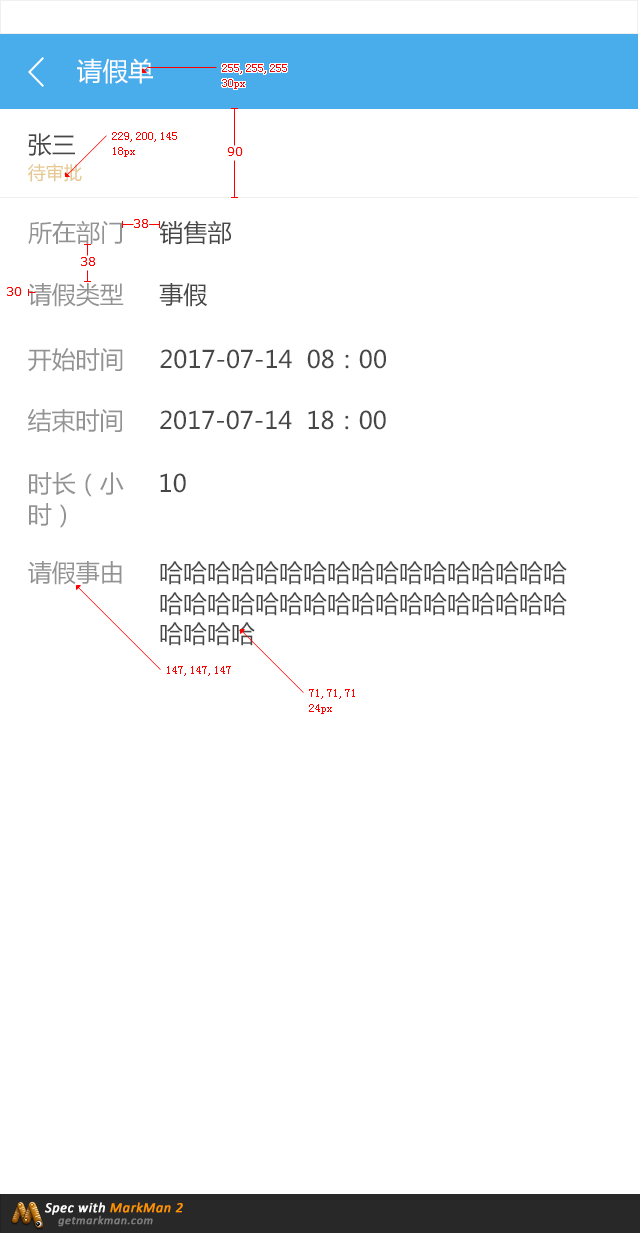 请假单
255, 255, 255
30px
张三
229, 200, 145
18px
90
待审批
所在部门
38
销售部
38
30
请假类型
事假
开始时间
2017-07-14 08：00
结束时间
2017-07-14 18：00
时长（小
时）
10
请假事由
哈哈哈哈哈哈哈哈哈哈哈哈哈哈哈哈哈
哈哈哈哈哈哈哈哈哈哈哈哈哈哈哈哈哈
哈哈哈哈
147, 147, 147
71, 71, 71
24px
Spec with MarkMan 2
getmarkman.com